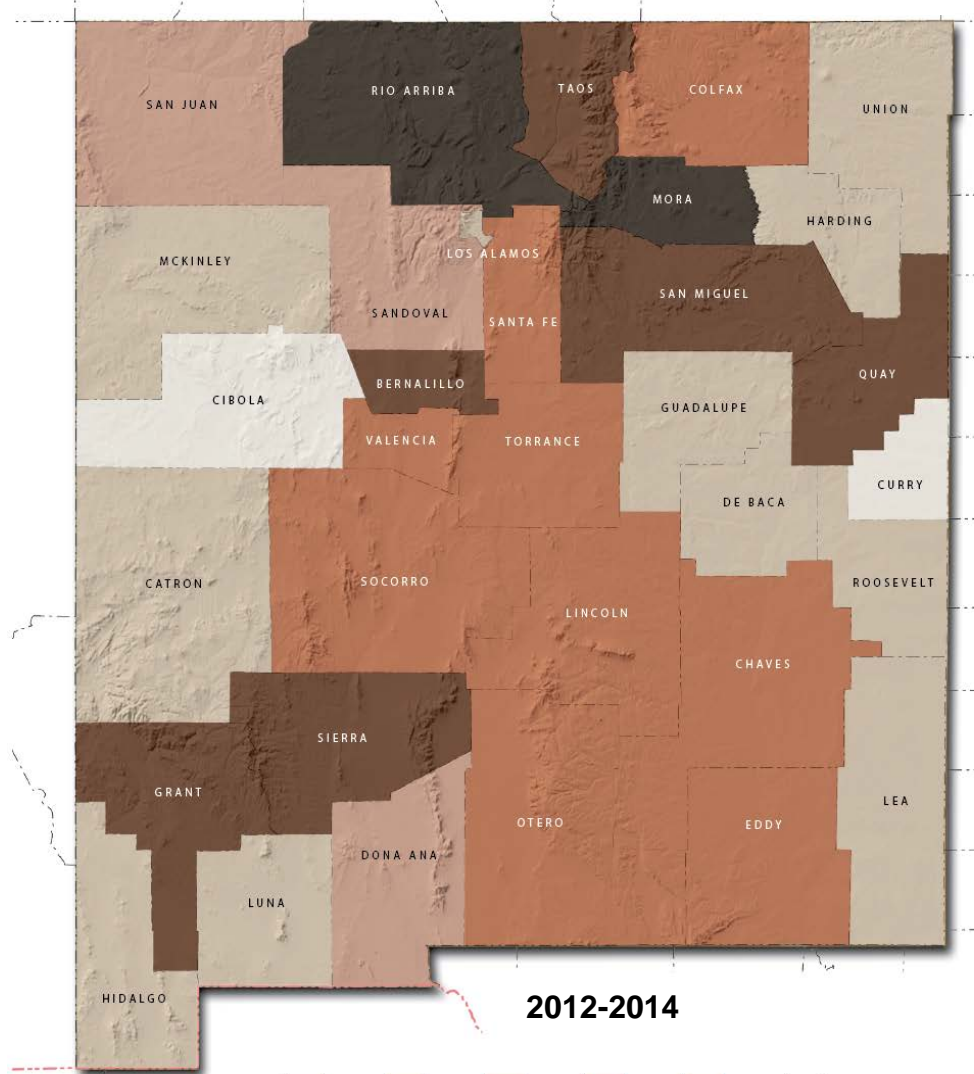 RIO ARRIBA
TAOS
COLFAX
SAN JUAN
UNION
MORA
HARDING
LOS ALAMOS
MCKINLEY
SAN MIGUEL
SANDOVAL
SANTA FE
BERNALILLO
QUAY
CIBOLA
GUADALUPE
VALENCIA
TORRANCE
CURRY
DE BACA
CATRON
SOCORRO
ROOSEVELT
LINCOLN
CHAVES
SIERRA
GRANT
LEA
OTERO
EDDY
DONA ANA
LUNA
HIDALGO
2012-2014